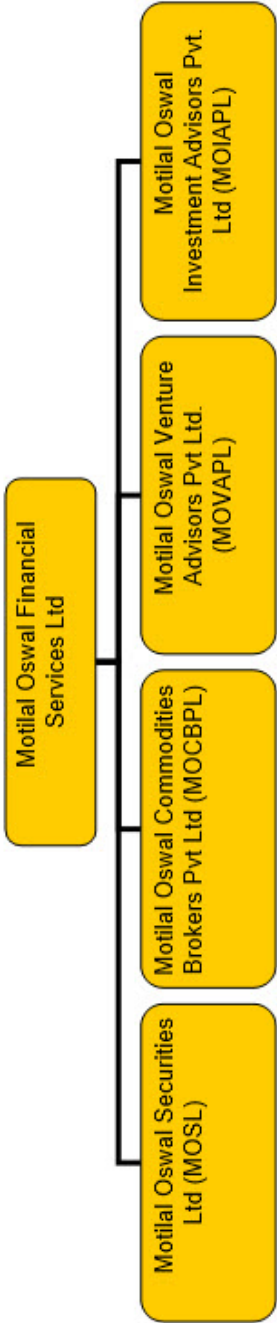 Motilal Oswal Financial
Services Ltd
Motilal Oswal Securities
Ltd (MOSL)
Motilal Oswal Commodities
Brokers Pvt Ltd (MOCBPL)
Motilal Oswal Venture
Advisors Pvt Ltd.
(MOVAPL)
Motilal Oswal
Investment Advisors Pvt.
Ltd (MOIAPL)